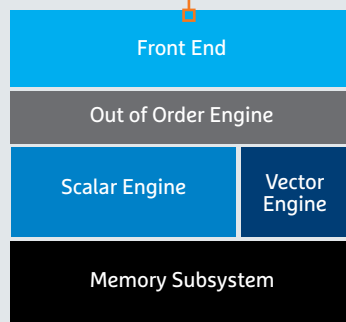 Front End
Out of Order Engine
Scalar Engine
Vector
Engine
Memory Subsystem